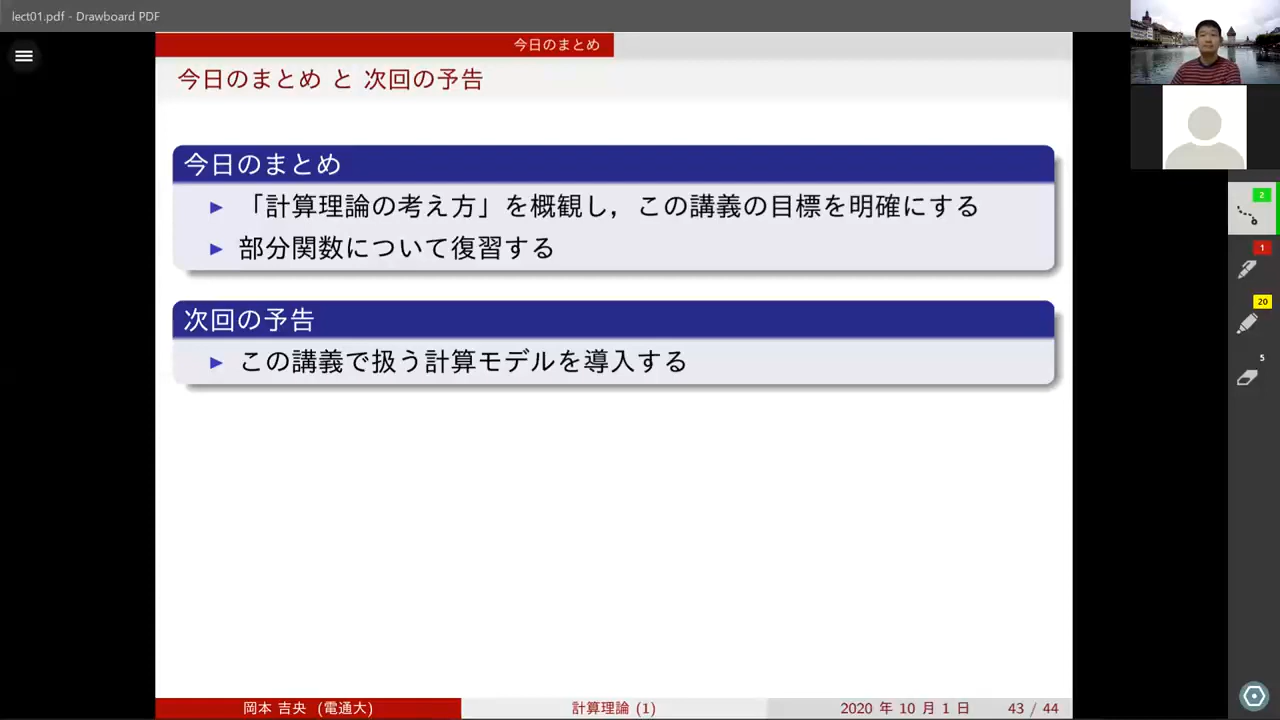 lect01.pdf - Drawboard PDF
今日のまとめ
今日のまとめ と 次回の予告
今日のまとめ
▶ 「計算理論の考え方」を概観し，この講義の目標を明確にする
▶ 部分関数について復習する
次回の予告
▶ この講義で扱う計算モデルを導入する
2
1
20
5
岡本 吉央 (電通大)
計算理論 (1)
2020 年 10 月 1 日
43 / 44